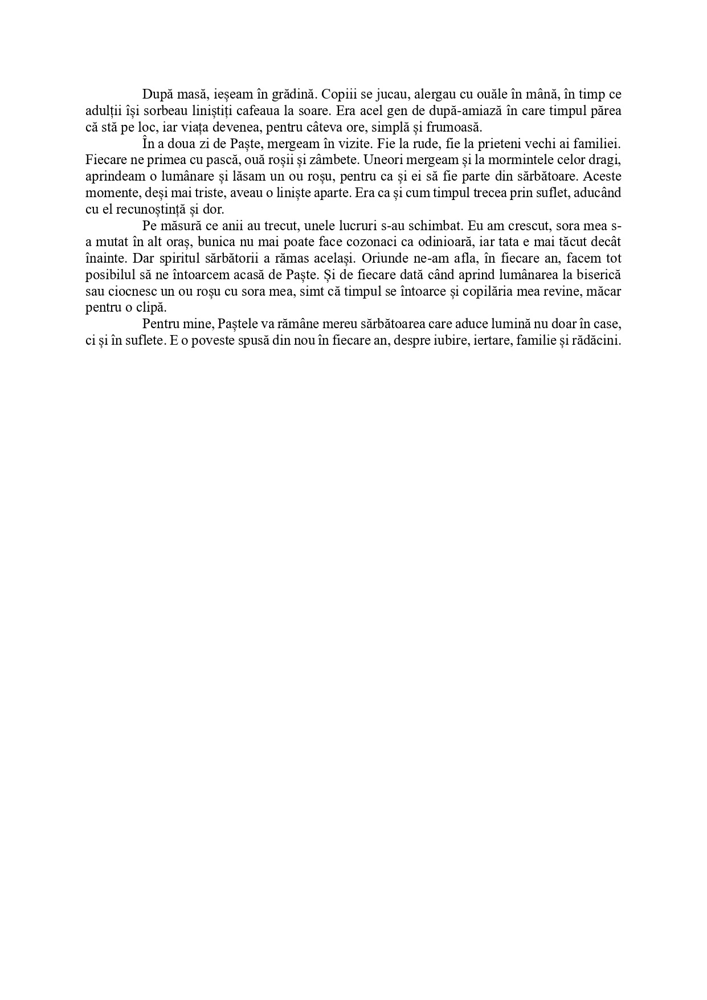 După masă, ieșeam în grădină. Copiii se jucau, alergau cu ouăle în mână, în timp ce
adulții își sorbeau liniștiți cafeaua la soare. Era acel gen de după-amiază în care timpul părea
că stă pe loc, iar viața devenea, pentru câteva ore, simplă și frumoasă.
În a doua zi de Paște, mergeam în vizite. Fie la rude, fie la prieteni vechi ai familiei.
Fiecare ne primea cu pască, ouă roșii și zâmbete. Uneori mergeam și la mormintele celor dragi,
aprindeam o lumânare și lăsam un ou roșu, pentru ca și ei să fie parte din sărbătoare. Aceste
momente, deși mai triste, aveau o liniște aparte. Era ca și cum timpul trecea prin suflet, aducând
cu el recunoștință și dor.
Pe măsură ce anii au trecut, unele lucruri s-au schimbat. Eu am crescut, sora mea s-
a mutat în alt oraș, bunica nu mai poate face cozonaci ca odinioară, iar tata e mai tăcut decât
înainte. Dar spiritul sărbătorii a rămas același. Oriunde ne-am afla, în fiecare an, facem tot
posibilul să ne întoarcem acasă de Paște. Și de fiecare dată când aprind lumânarea la biserică
sau ciocnesc un ou roșu cu sora mea, simt că timpul se întoarce și copilăria mea revine, măcar
pentru o clipă.
Pentru mine, Paștele va rămâne mereu sărbătoarea care aduce lumină nu doar în case,
ci și în suflete. E o poveste spusă din nou în fiecare an, despre iubire, iertare, familie și rădăcini.